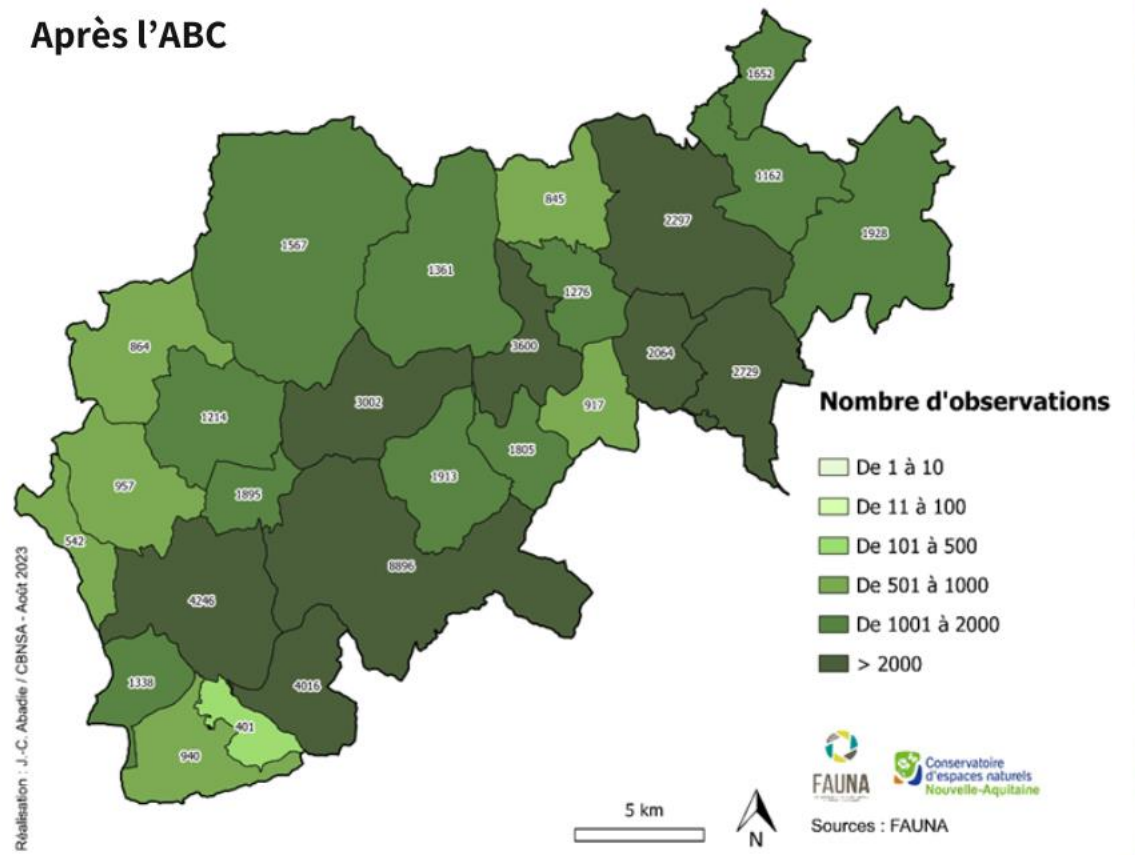 Après l'ABC
1652
1162
1928
845
2297
1567
1361
1276
3600
2064
2729
864
3002
917
1214
1805
1913
957
1895
542
8896
4246
1338
4016
401
940
Nombre d'observations
De 1 à 10
De 11 à 100
De 101 à 500
De 501 à 1000
De 1001 à 2000
> 2000
5 km
N
FAUNA
Conservatoire
d'espaces naturels
Nouvelle-Aquitaine
Sources : FAUNA
Réalisation : J.-C. Abadie / CBNSA - Août 2023